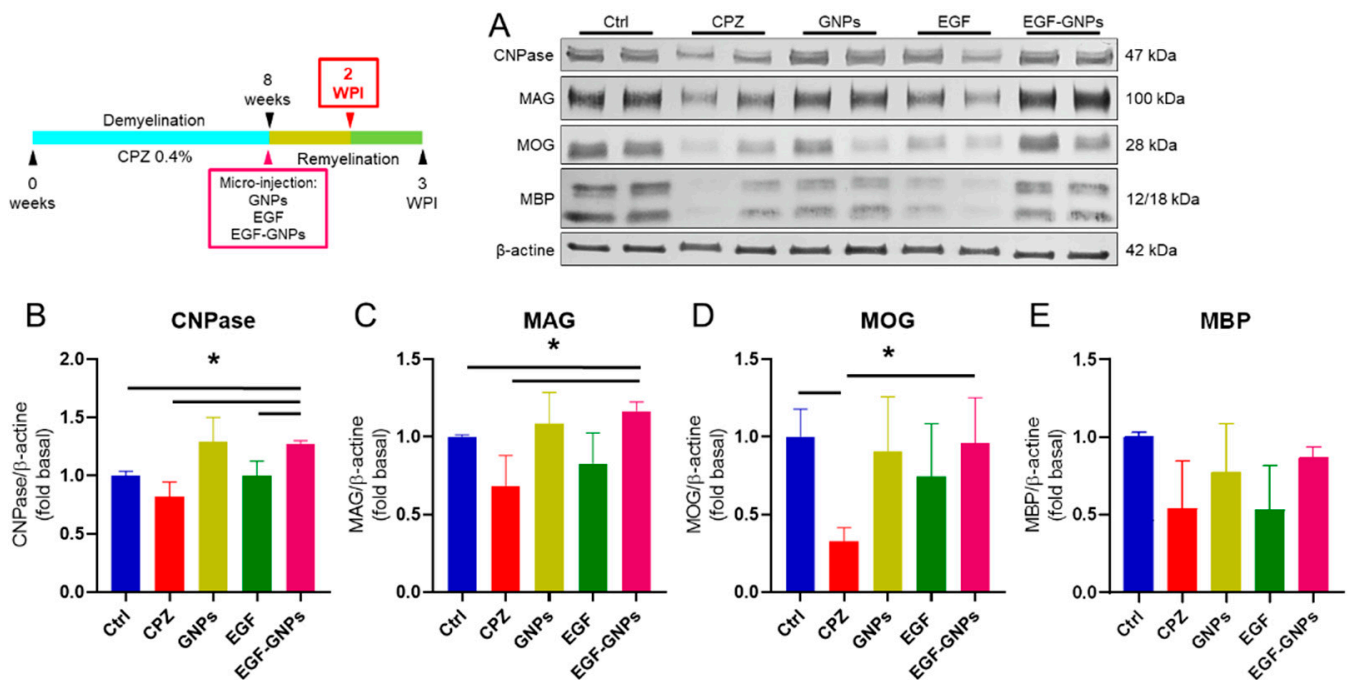 8
weeks
2
WPI
Demyelination
CPZ 0.4%
Remyelination
0
weeks
Micro-injection:
GNPs
EGF
EGF-GNPs
3
WPI
A
Ctrl CPZ GNPs EGF EGF-GNPs
CNPase 47 kDa
MAG 100 kDa
MOG 28 kDa
MBP 12/18 kDa
β-actine 42 kDa
B CNPase
*
CNPase/β-actine
(fold basal)
2.0
1.5
1.0
0.5
0.0
Ctrl CPZ GNPs EGF EGF-GNPs
C MAG
*
MAG/β-actine
(fold basal)
1.5
1.0
0.5
0.0
Ctrl CPZ GNPs EGF EGF-GNPs
D MOG
*
MOG/β-actine
(fold basal)
1.5
1.0
0.5
0.0
Ctrl CPZ GNPs EGF EGF-GNPs
E MBP
MBP/β-actine
(fold basal)
1.5
1.0
0.5
0.0
Ctrl CPZ GNPs EGF EGF-GNPs